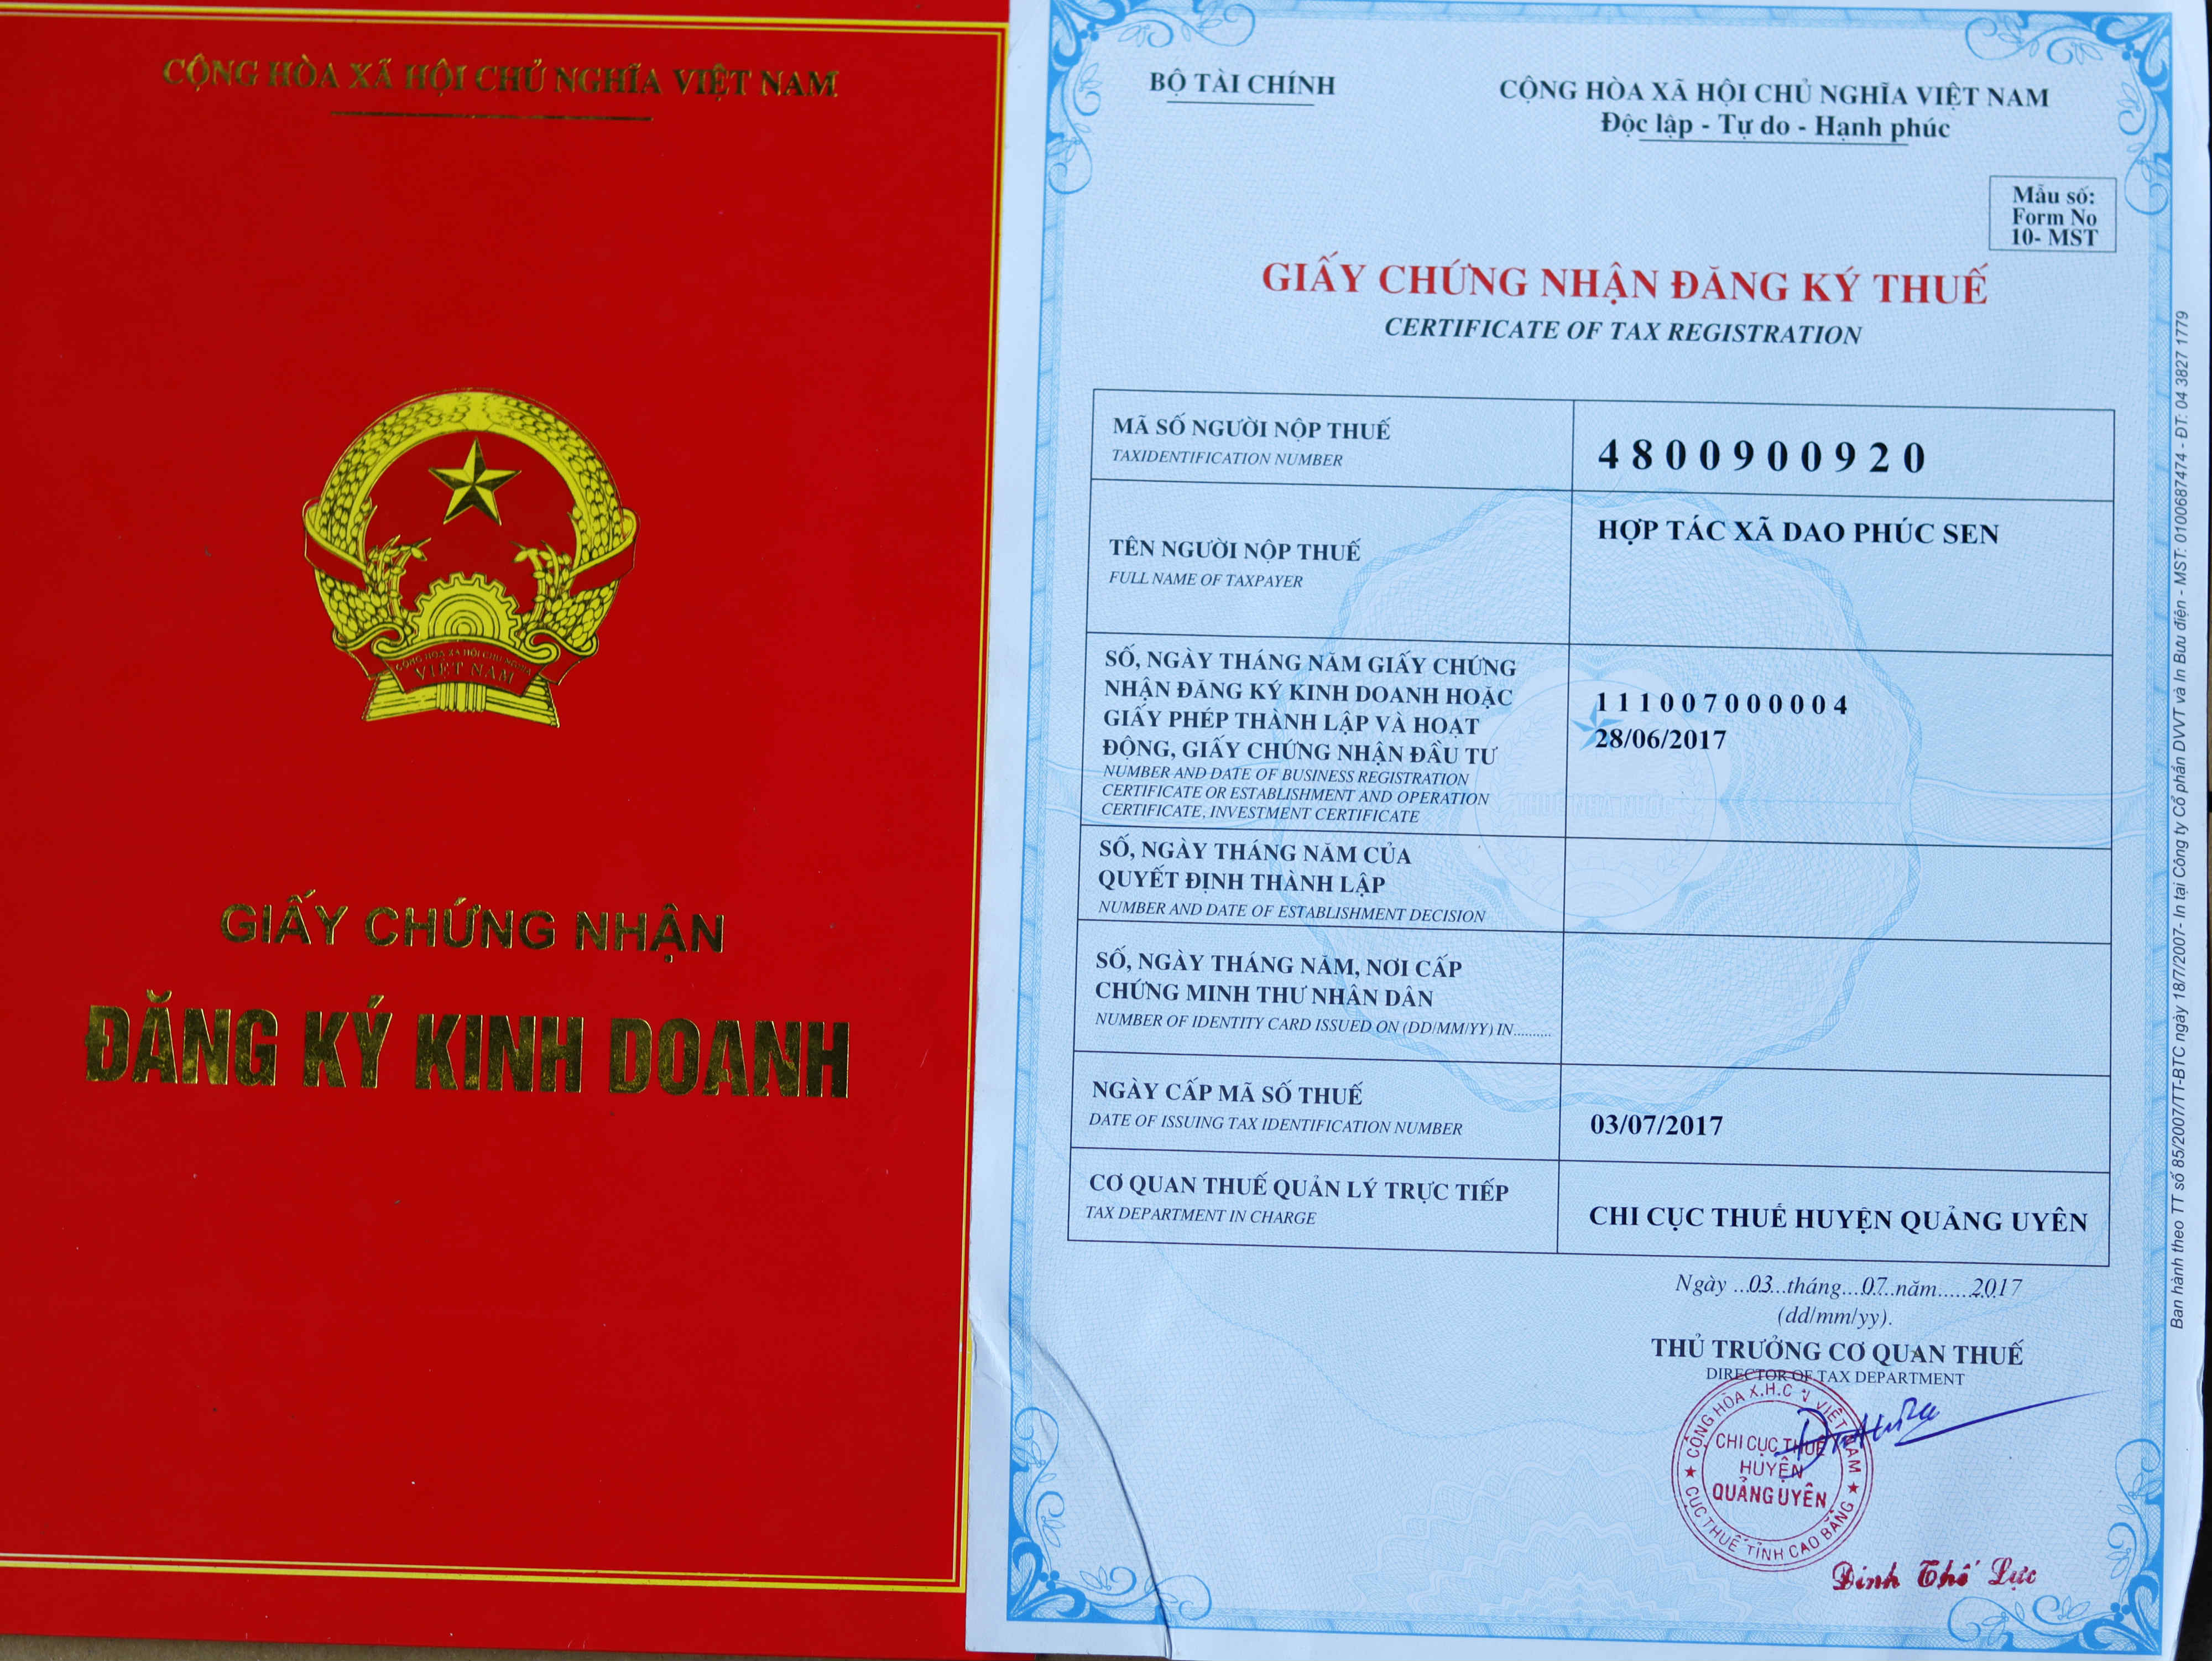 CỘNG HÒA XÃ HỘI CHỦ NGHĨA VIỆT NAM
CỘNG HÒA XÃ HỘI CHỦ NGHĨA
VIỆT NAM
GIẤY CHỨNG NHẬN
ĐĂNG KÝ KINH DOANH
BỘ TÀI CHÍNH
CỘNG HÒA XÃ HỘI CHỦ NGHĨA VIỆT NAM
Độc lập - Tự do - Hạnh phúc
Mẫu số:
Form No
10- MST
GIẤY CHỨNG NHẬN ĐĂNG KÝ THUẾ
CERTIFICATE OF TAX REGISTRATION
MÃ SỐ NGƯỜI NỘP THUẾ
TAXIDENTIFICATION NUMBER
4800900920
TÊN NGƯỜI NỘP THUẾ
FULL NAME OF TAXPAYER
HỢP TÁC XÃ DAO PHÚC SEN
SỐ, NGÀY THÁNG NĂM GIẤY CHỨNG
NHẬN ĐĂNG KÝ KINH DOANH HOẶC
GIẤY PHÉP THÀNH LẬP VÀ HOẠT
ĐỘNG, GIẤY CHỨNG NHẬN ĐẦU TƯ
NUMBER AND DATE OF BUSINESS REGISTRATION
CERTIFICATE OR ESTABLISHMENT AND OPERATION
CERTIFICATE, INVESTMENT CERTIFICATE
111007000004
28/06/2017
SỐ, NGÀY THÁNG NĂM CỦA
QUYẾT ĐỊNH THÀNH LẬP
NUMBER AND DATE OF ESTABLISHMENT DECISION
SỐ, NGÀY THÁNG NĂM, NƠI CẤP
CHỨNG MINH THƯ NHÂN DÂN
NUMBER OF IDENTITY CARD ISSUED ON (DD/MM/YY) IN..........
NGÀY CẤP MÃ SỐ THUẾ
DATE OF ISSUING TAX IDENTIFICATION NUMBER
03/07/2017
CƠ QUAN THUẾ QUẢN LÝ TRỰC TIẾP
TAX DEPARTMENT IN CHARGE
CHI CỤC THUẾ HUYỆN QUẢNG UYÊN
Ngày ...03...tháng...07..năm.....2017
(dd/mm/yy).
THỦ TRƯỞNG CƠ QUAN THUẾ
DIRECTOR OF TAX DEPARTMENT
CỘNG HÒA X.H.C.N VIỆT NAM
CHI CỤC THUẾ
HUYỆN
QUẢNG UYÊN
CỤC THUẾ TỈNH CAO BẰNG
Đinh Thế Lực
Ban hành theo TT số 85/2007/TT-BTC ngày 18/7/2007- In tại Công ty Cổ phần DVVT và In Bưu điện - MST: 0100687474 - ĐT: 04 3827 1779